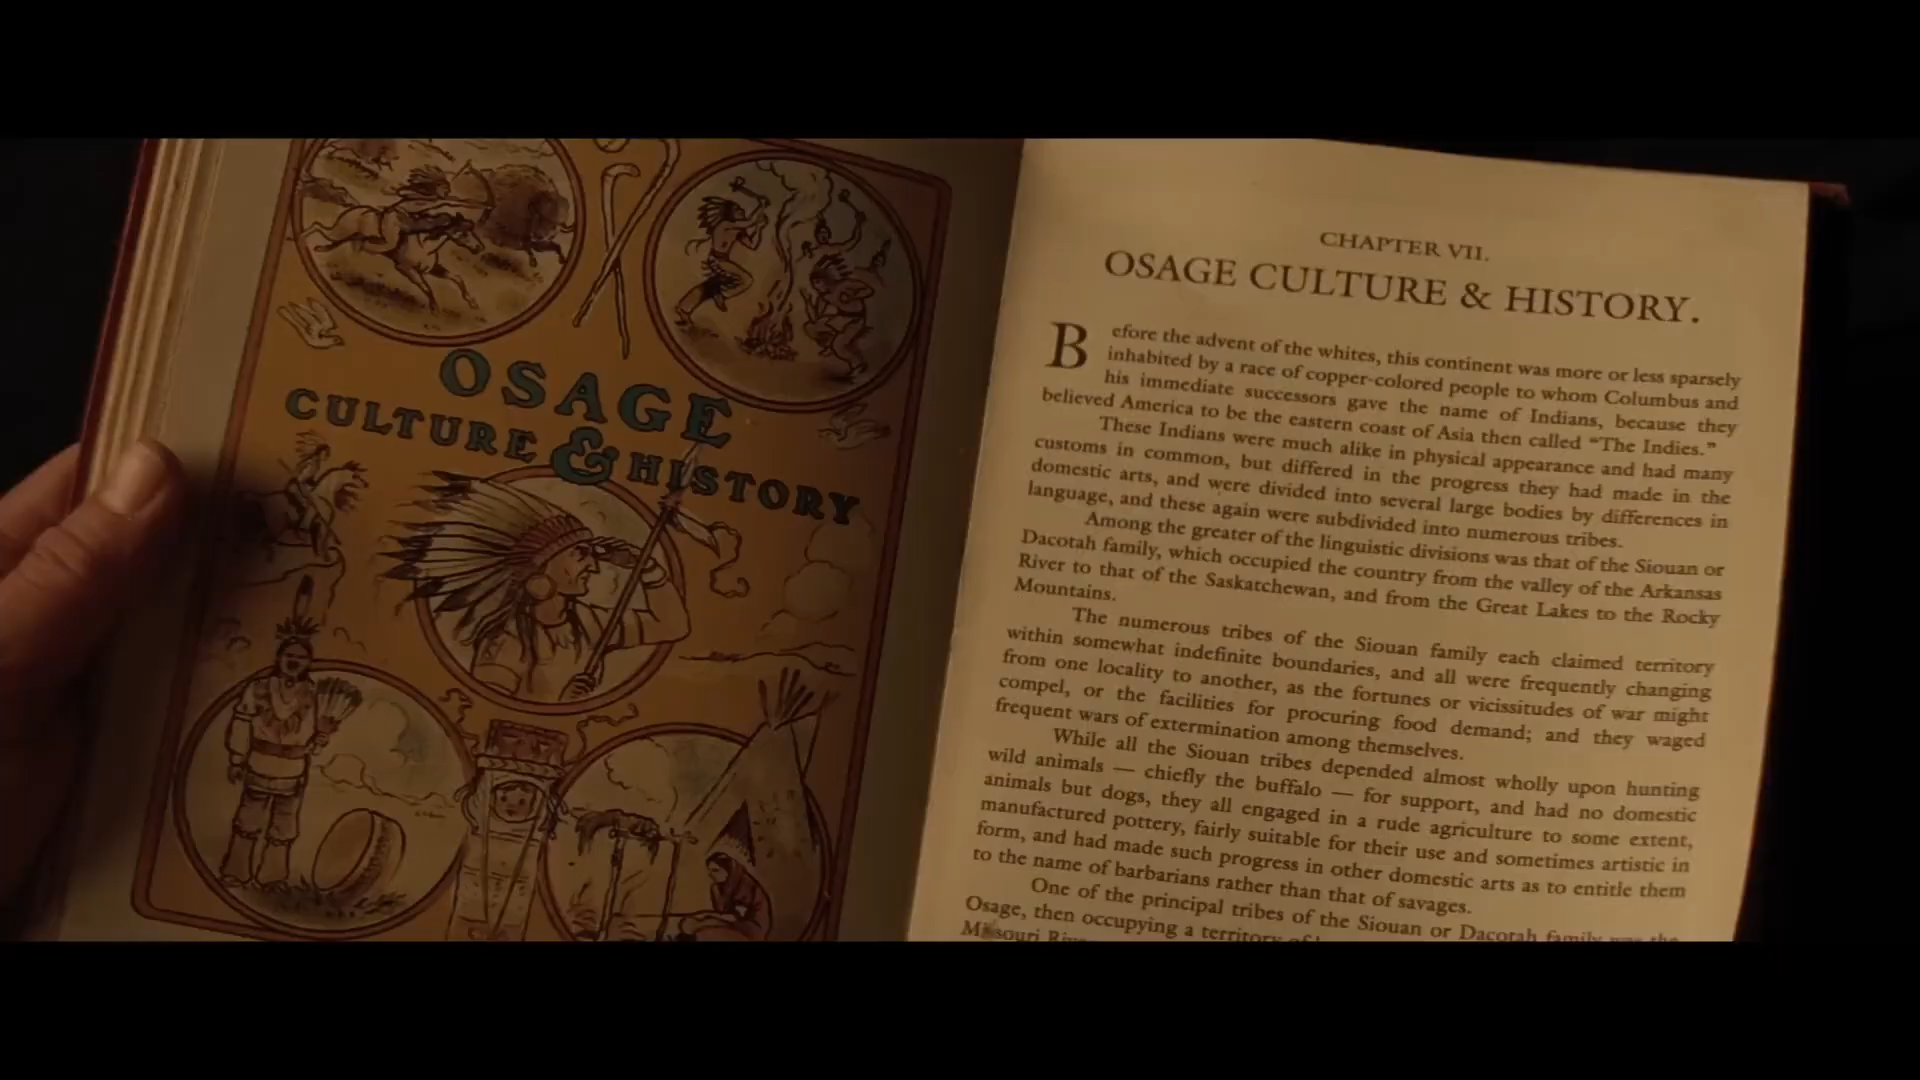 OSAGE
CULTURE & HISTORY
CHAPTER VII.
OSAGE CULTURE & HISTORY.
Before the advent of the whites, this continent was more or less sparsely
inhabited by a race of copper-colored people to whom Columbus and
his immediate successors gave the name of Indians, because they
believed America to be the eastern coast of Asia then called “The Indies.”
These Indians were much alike in physical appearance and had many
customs in common, but differed in the progress they had made in the
domestic arts, and were divided into several large bodies by differences in
language, and these again were subdivided into numerous tribes.
Among the greater of the linguistic divisions was that of the Siouan or
Dacotah family, which occupied the country from the valley of the Arkansas
River to that of the Saskatchewan, and from the Great Lakes to the Rocky
Mountains.
The numerous tribes of the Siouan family each claimed territory
within somewhat indefinite boundaries, and all were frequently changing
from one locality to another, as the fortunes or vicissitudes of war might
compel, or the facilities for procuring food demand; and they waged
frequent wars of extermination among themselves.
While all the Siouan tribes depended almost wholly upon hunting
wild animals — chiefly the buffalo — for support, and had no domestic
animals but dogs, they all engaged in a rude agriculture to some extent,
manufactured pottery, fairly suitable for their use and sometimes artistic in
form, and had made such progress in other domestic arts as to entitle them
to the name of barbarians rather than that of savages.
One of the principal tribes of the Siouan or Dacotah family was the
Osage, then occupying a territory of
Missouri